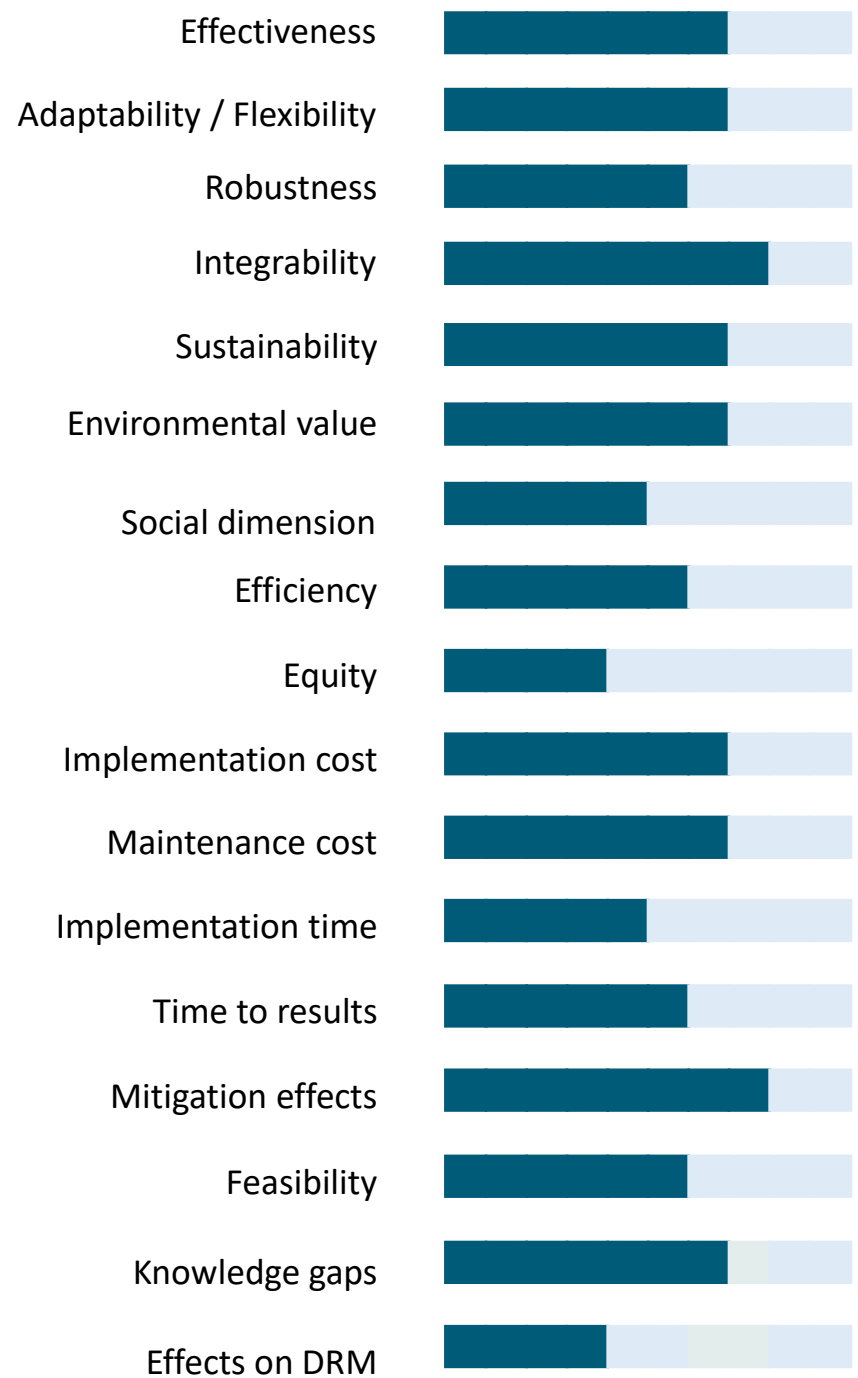 Effectiveness
Adaptability / Flexibility
Robustness
Integrability
Sustainability
Environmental value
Social dimension
Efficiency
Equity
Implementation cost
Maintenance cost
Implementation time
Time to results
Mitigation effects
Feasibility
Knowledge gaps
Effects on DRM